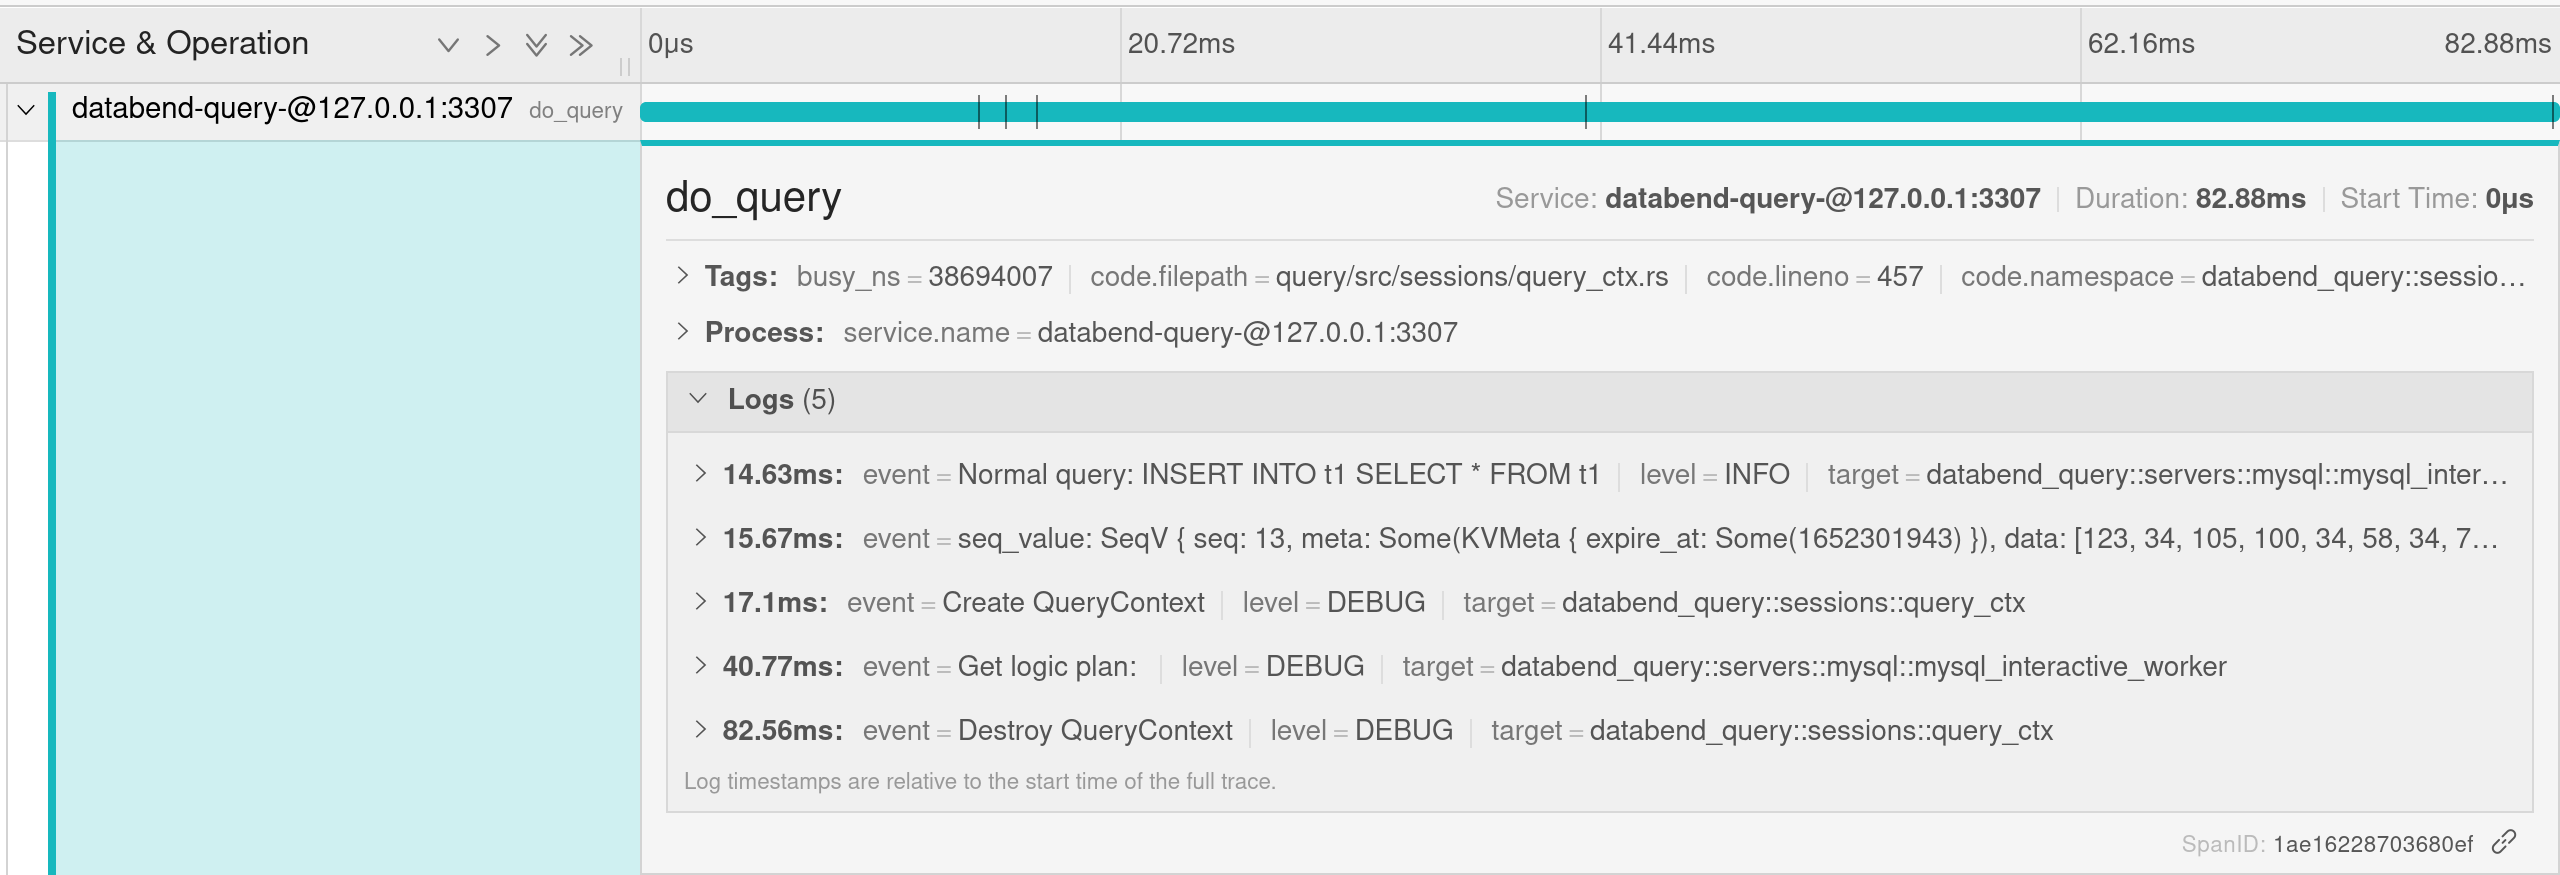 Service & Operation 0μs 20.72ms 41.44ms 62.16ms 82.88ms
databend-query-@127.0.0.1:3307 do_query
do_query Service: databend-query-@127.0.0.1:3307 Duration: 82.88ms Start Time: 0μs
Tags: busy_ns = 38694007 code.filepath = query/src/sessions/query_ctx.rs code.lineno = 457 code.namespace = databend_query::sessio…
Process: service.name = databend-query-@127.0.0.1:3307
Logs (5)
14.63ms: event = Normal query: INSERT INTO t1 SELECT * FROM t1 level = INFO target = databend_query::servers::mysql::mysql_inter…
15.67ms: event = seq_value: SeqV { seq: 13, meta: Some(KVMeta { expire_at: Some(1652301943) }), data: [123, 34, 105, 100, 34, 58, 34, 7…
17.1ms: event = Create QueryContext level = DEBUG target = databend_query::sessions::query_ctx
40.77ms: event = Get logic plan: level = DEBUG target = databend_query::servers::mysql::mysql_interactive_worker
82.56ms: event = Destroy QueryContext level = DEBUG target = databend_query::sessions::query_ctx
Log timestamps are relative to the start time of the full trace.
SpanID: 1ae16228703680ef